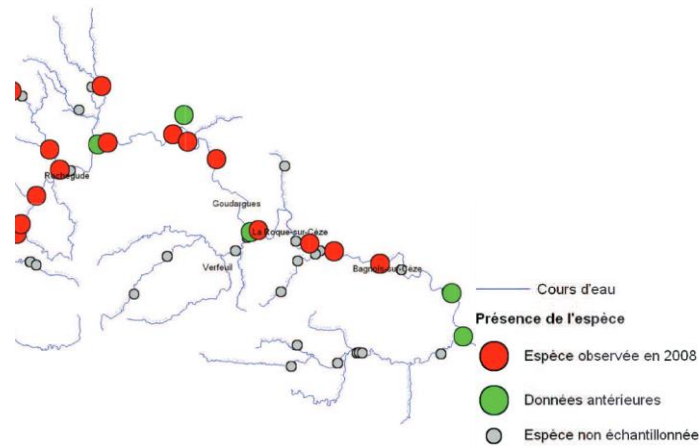 Rochegude
Goudargues
La Roque-sur-Cèze
Verfeuil
Bagnols-sur-Cèze
Cours d'eau
Présence de l'espèce
Espèce observée en 2008
Données antérieures
Espèce non échantillonnée